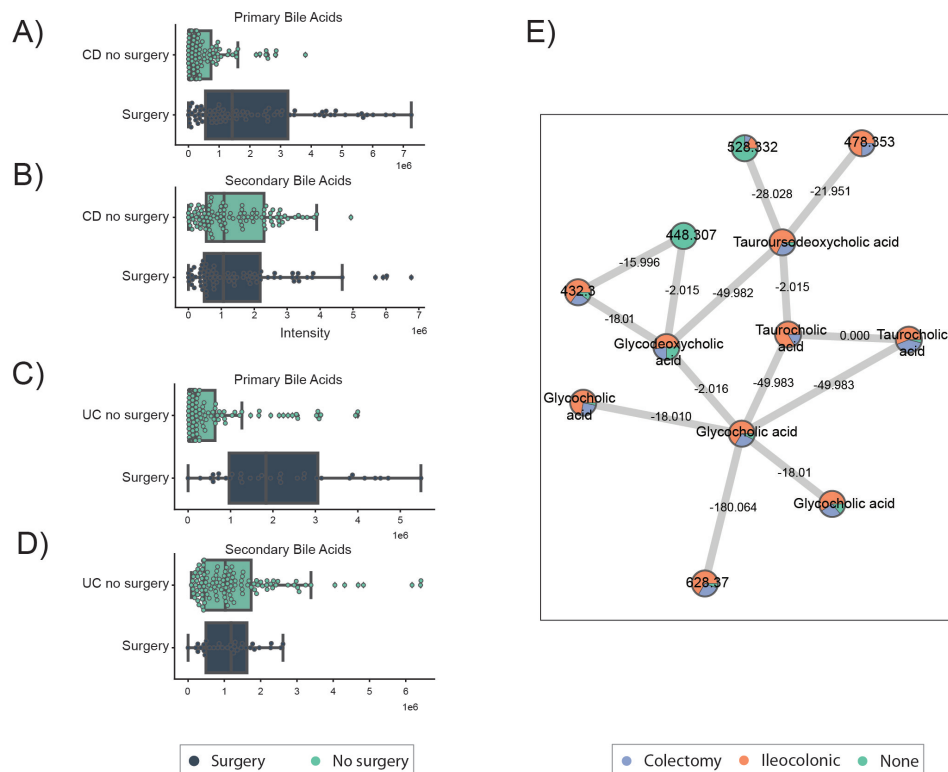 A)
Primary Bile Acids
CD no surgery
Surgery
0 1 2 3 4 5 6 7
1e6
B)
Secondary Bile Acids
CD no surgery
Surgery
0 1 2 3 4 5 6 7
Intensity
1e6
C)
Primary Bile Acids
UC no surgery
Surgery
0 1 2 3 4 5
1e6
D)
Secondary Bile Acids
UC no surgery
Surgery
0 1 2 3 4 5 6
1e6
Surgery No surgery
E)
528.332
478.353
-28.028
-21.951
448.307
Tauroursodeoxycholic acid
-15.996
432.3
-2.015
-49.982
-2.015
-18.01
Glycodeoxycholic
acid
Taurocholic
acid
0.000
Taurocholic
acid
-2.016
-49.983
-49.983
Glycocholic
acid
-18.010
Glycocholic acid
-18.01
Glycocholic acid
-180.064
628.37
Colectomy Ileocolonic None